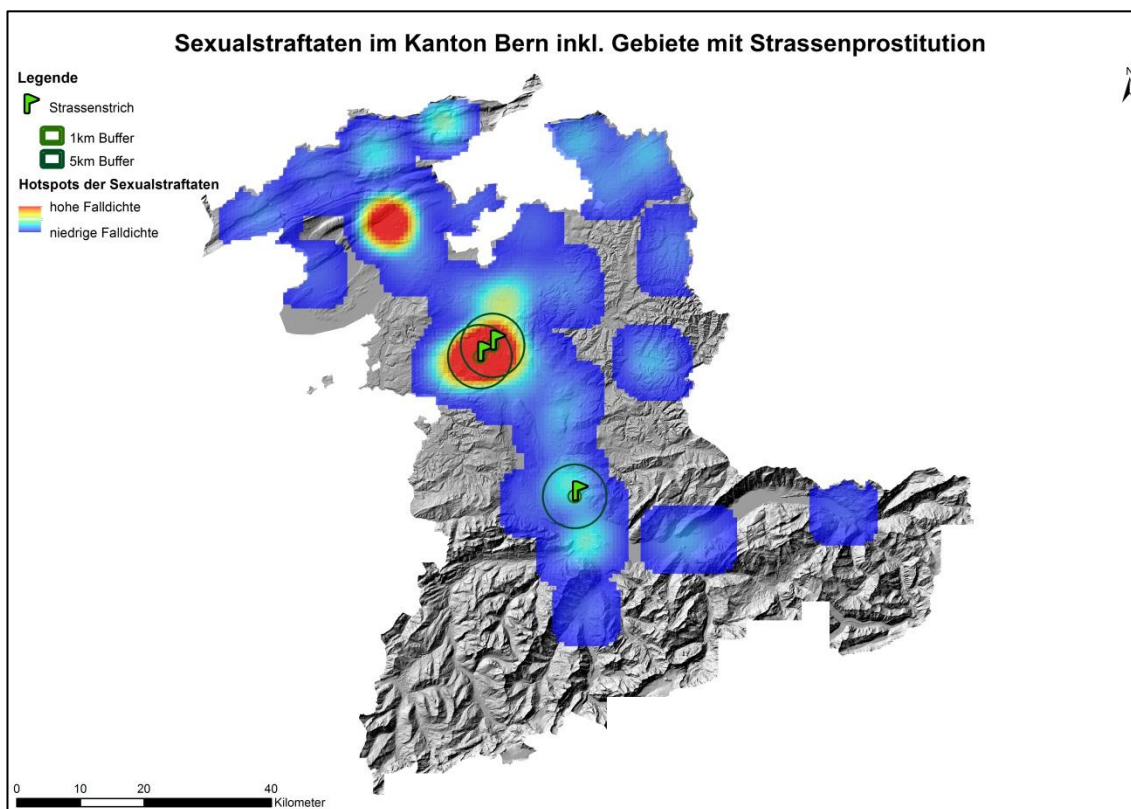 Sexualstraftaten im Kanton Bern inkl. Gebiete mit Strassenprostitution
Legende
Strassenstrich
1km Buffer
5km Buffer
Hotspots der Sexualstraftaten
hohe Falldichte
niedrige Falldichte
N
0 10 20 40
Kilometer